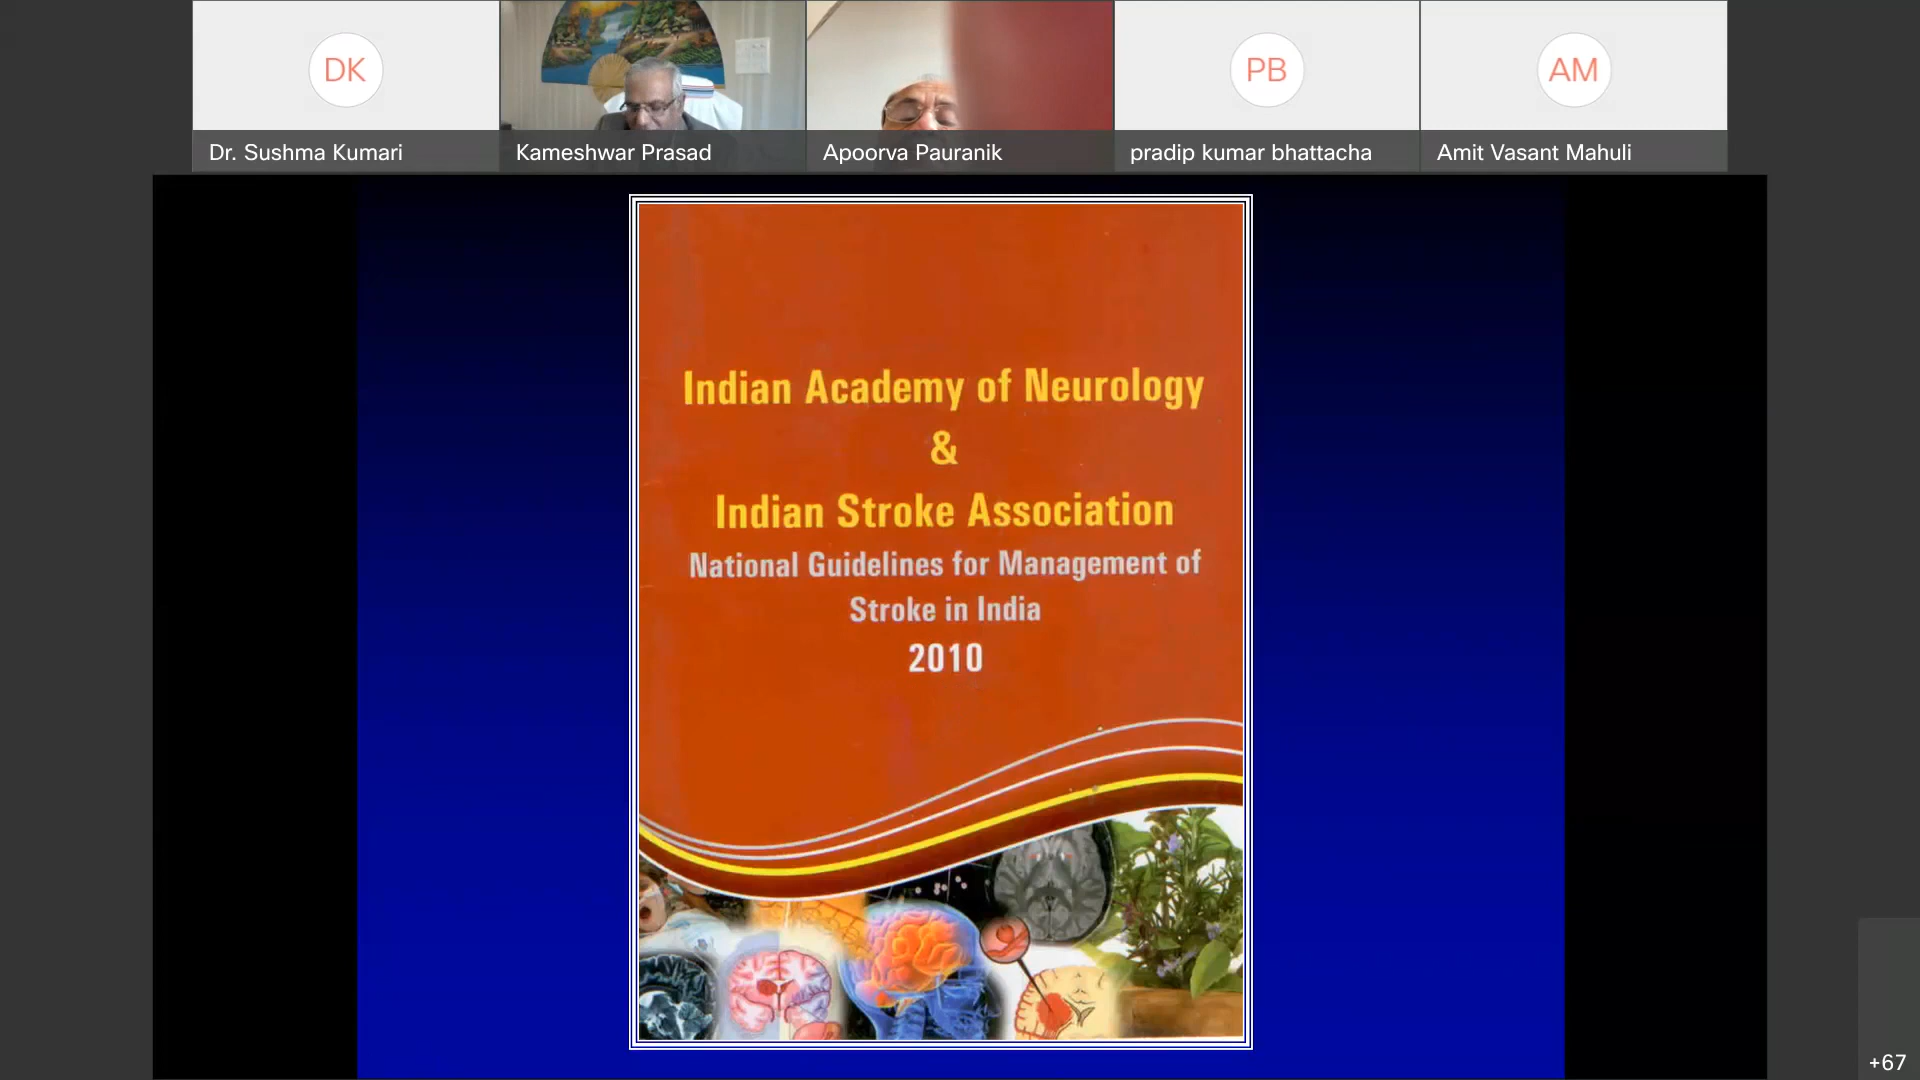 DK
Dr. Sushma Kumari
Kameshwar Prasad
Apoorva Pauranik
PB
pradip kumar bhattacha
AM
Amit Vasant Mahuli
Indian Academy of Neurology
&
Indian Stroke Association
National Guidelines for Management of
Stroke in India
2010
+67